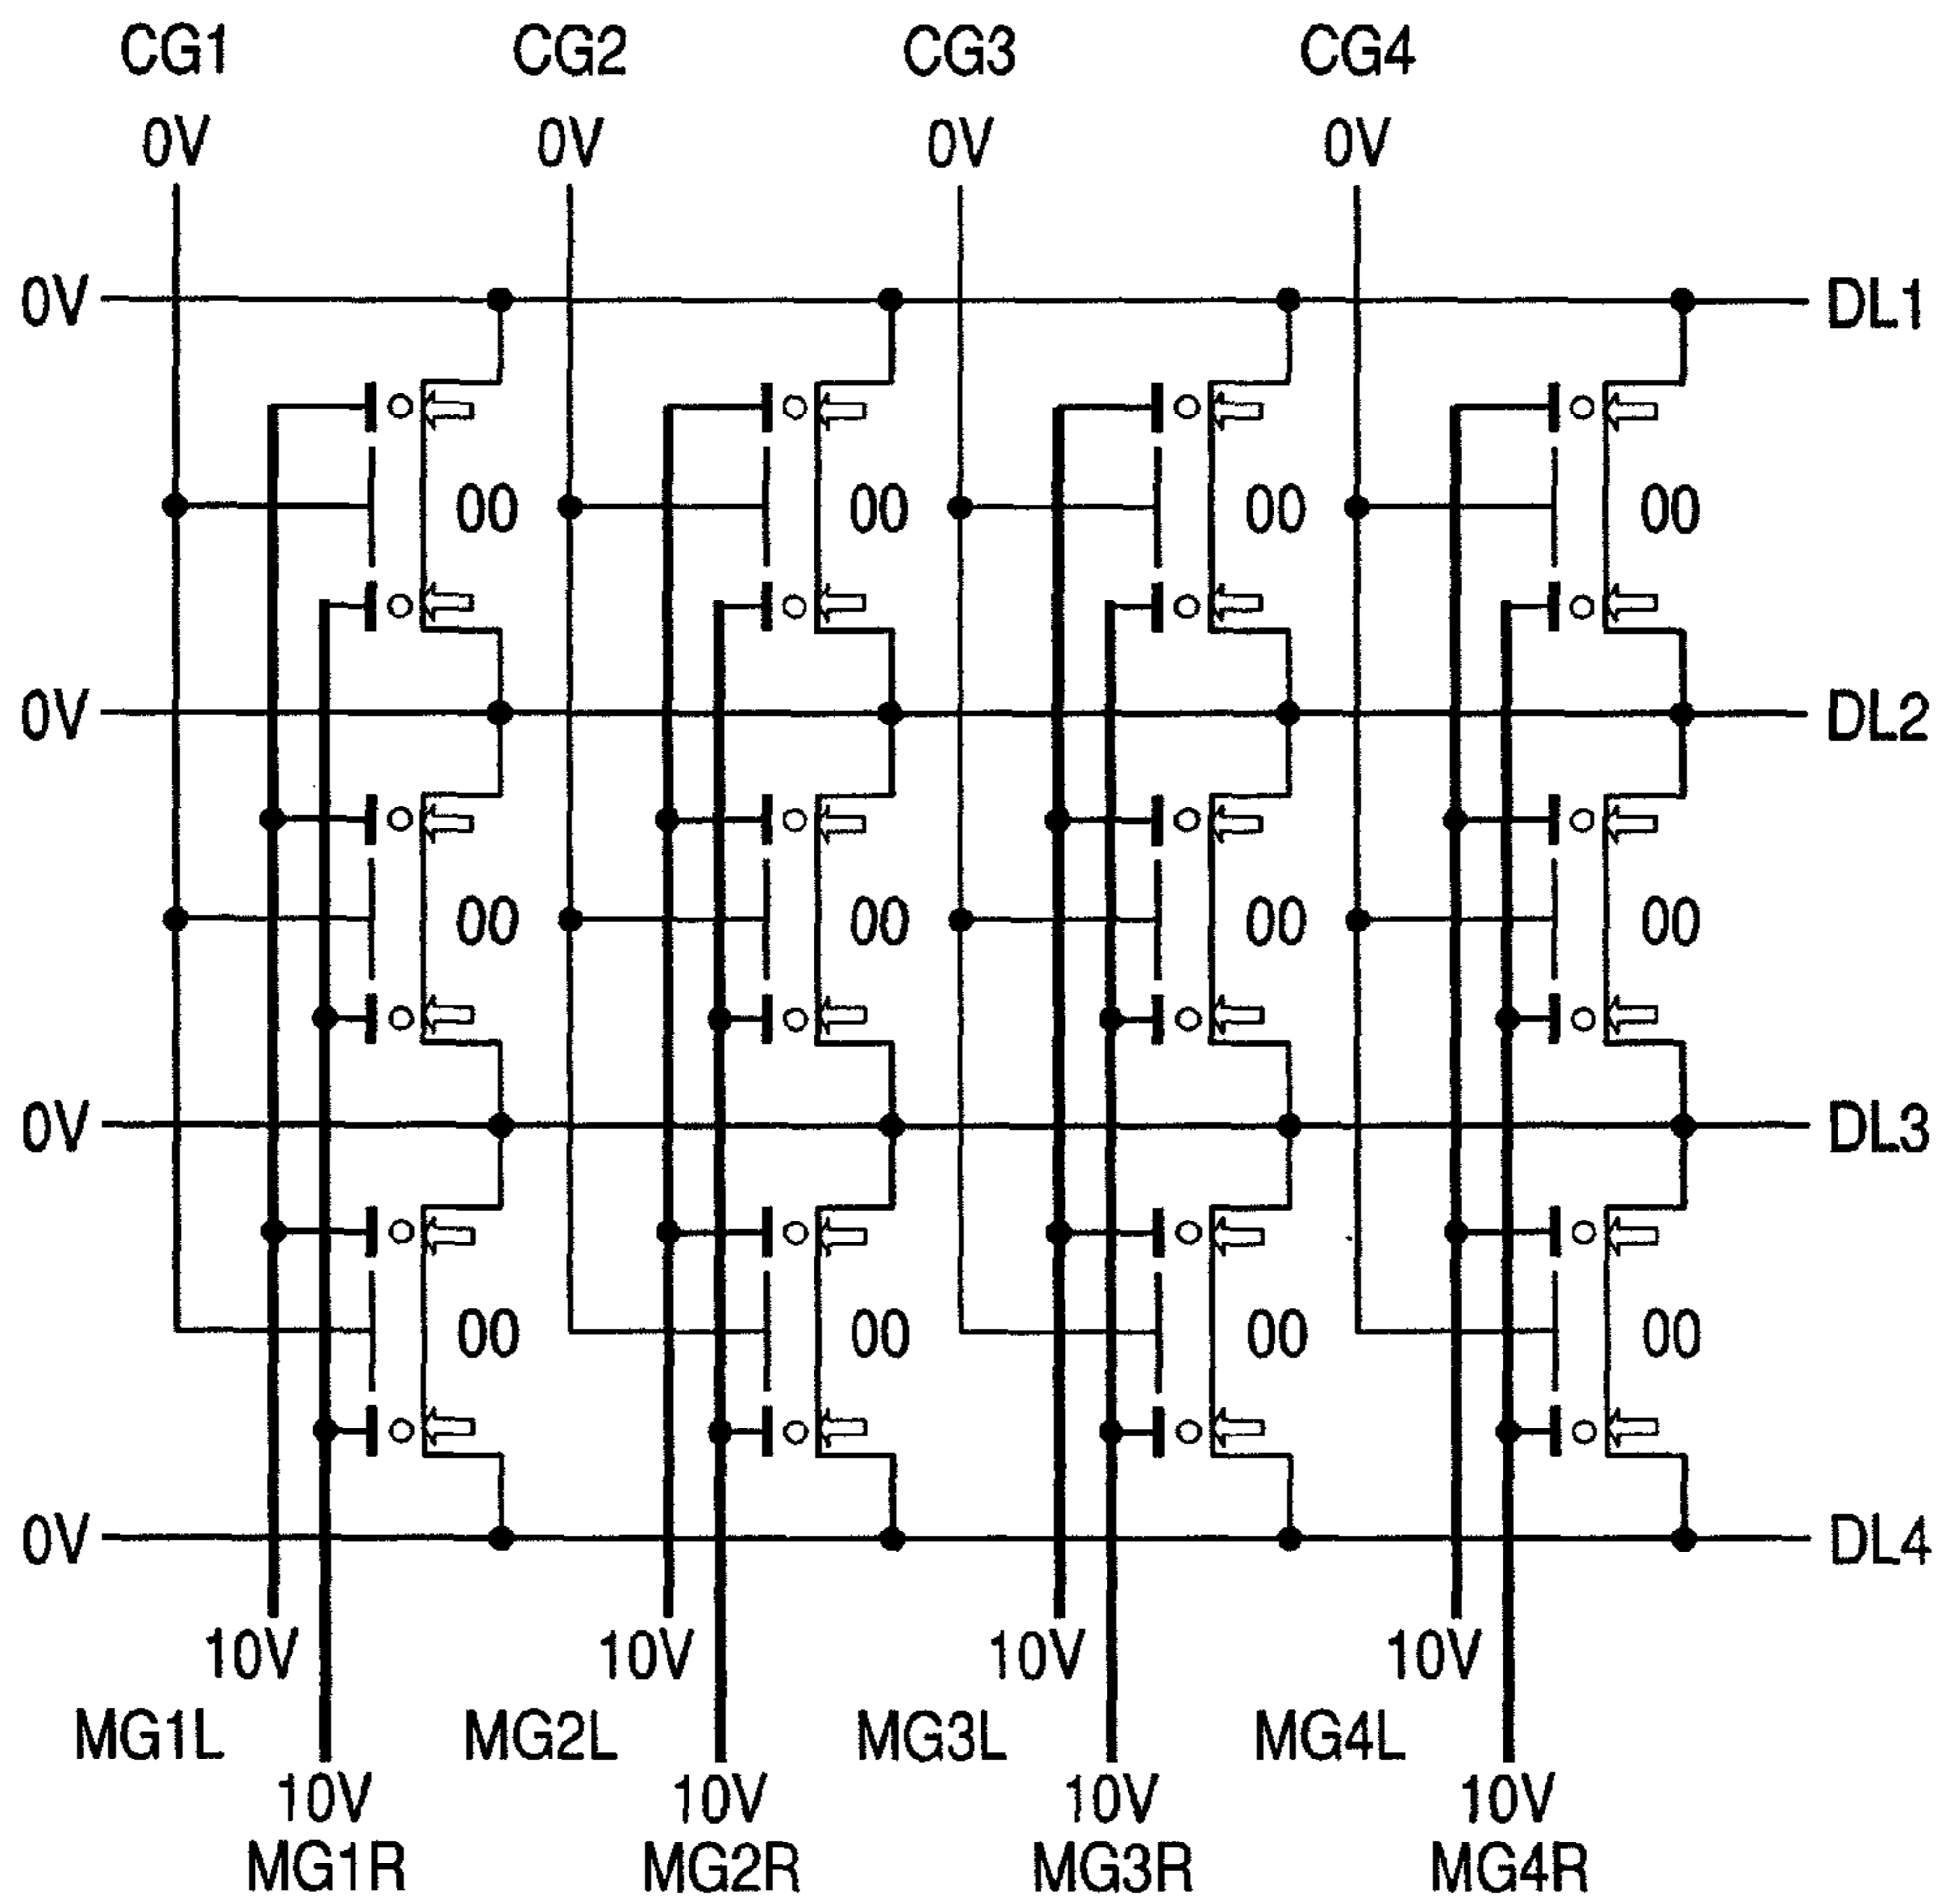 CG1 CG2 CG3 CG4
0V 0V 0V 0V
0V DL1
00 00 00 00
0V DL2
00 00 00 00
0V DL3
00 00 00 00
0V DL4
10V 10V 10V 10V
MG1L MG2L MG3L MG4L
10V 10V 10V 10V
MG1R MG2R MG3R MG4R